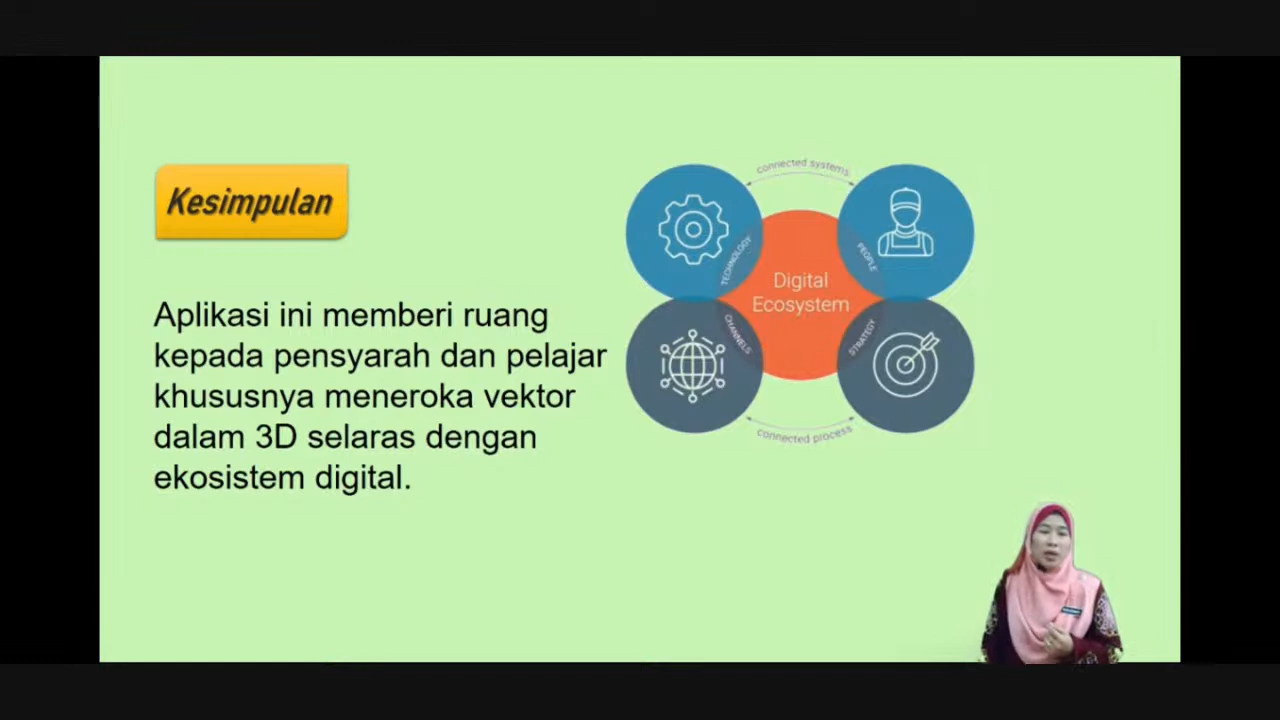 Kesimpulan
Aplikasi ini memberi ruang
kepada pensyarah dan pelajar
khususnya meneroka vektor
dalam 3D selaras dengan
ekosistem digital.
connected systems
TECHNOLOGY
PEOPLE
Digital
Ecosystem
CHANNELS
STRATEGY
connected process